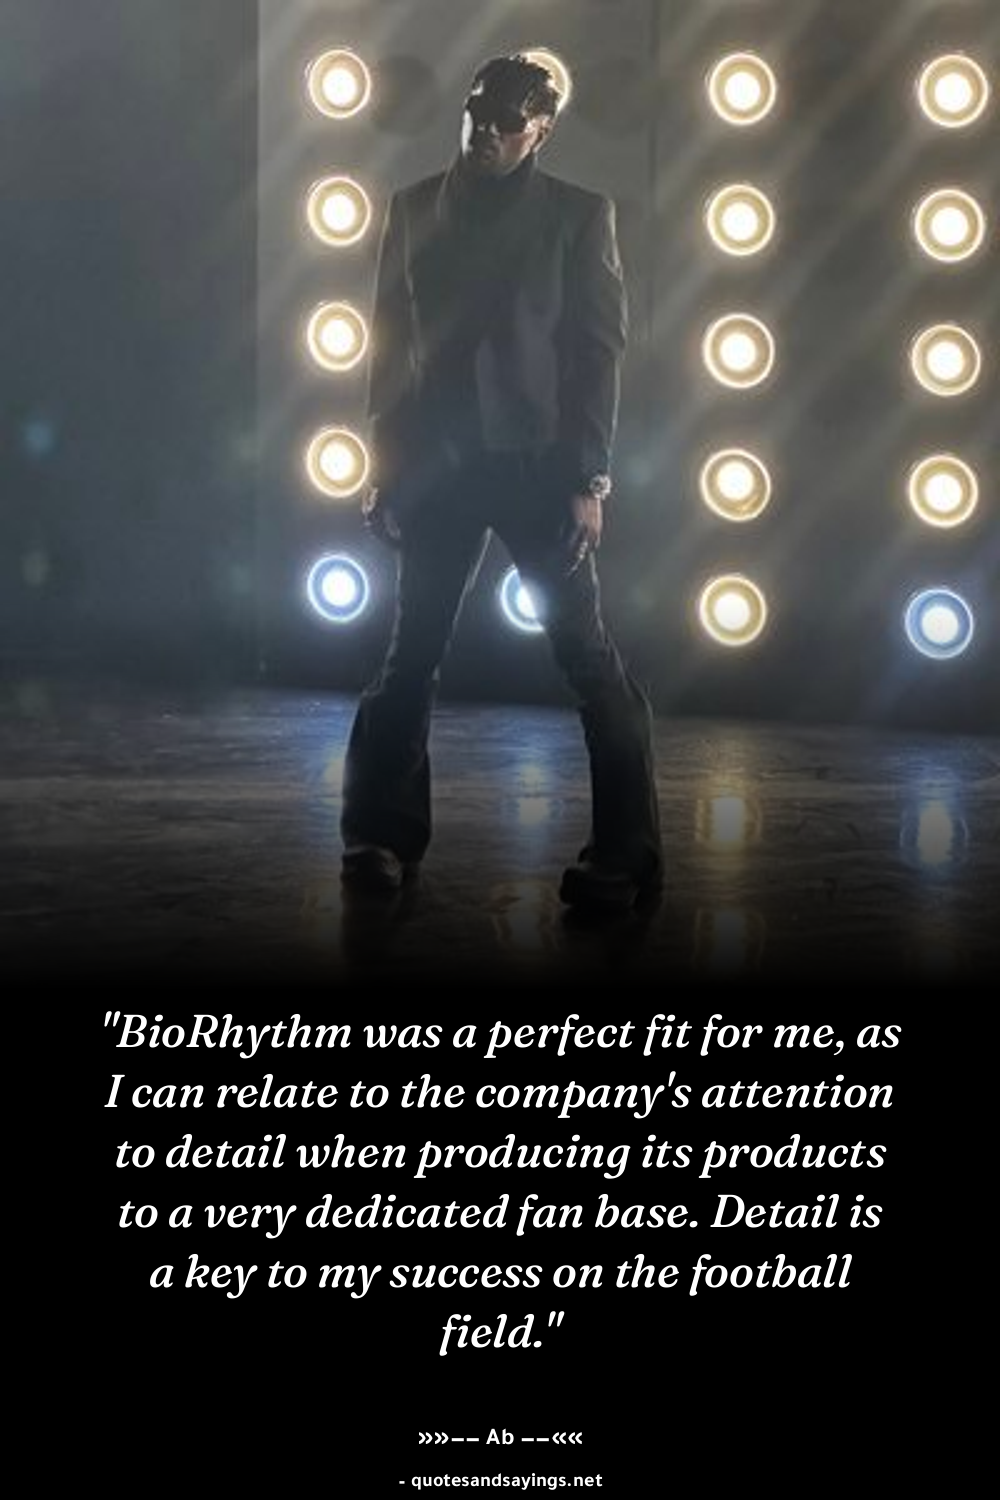 "BioRhythm was a perfect fit for me, as
I can relate to the company's attention
to detail when producing its products
to a very dedicated fan base. Detail is
a key to my success on the football
field."
»»−− Ab −−««
- quotesandsayings.net